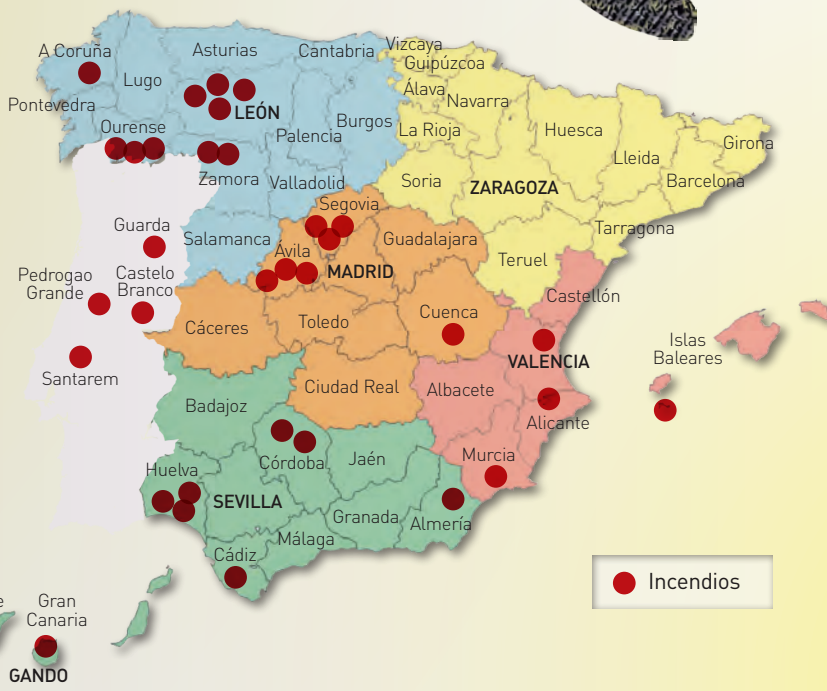 A Coruña
Lugo
Asturias
Cantabria
Vizcaya
Guipúzcoa
Álava
Navarra
Pontevedra
Ourense
LEÓN
Palencia
Burgos
La Rioja
Huesca
Lleida
Girona
Barcelona
Zamora
Valladolid
Soria
ZARAGOZA
Segovia
Tarragona
Guarda
Salamanca
Ávila
MADRID
Guadalajara
Teruel
Pedrogao
Grande
Castelo
Branco
Castellón
Cáceres
Toledo
Cuenca
Islas
Baleares
VALENCIA
Santarem
Ciudad Real
Albacete
Badajoz
Alicante
Huelva
Córdoba
Jaén
Murcia
SEVILLA
Granada
Almería
Cádiz
Málaga
Incendios
e
Gran
Canaria
GANDO